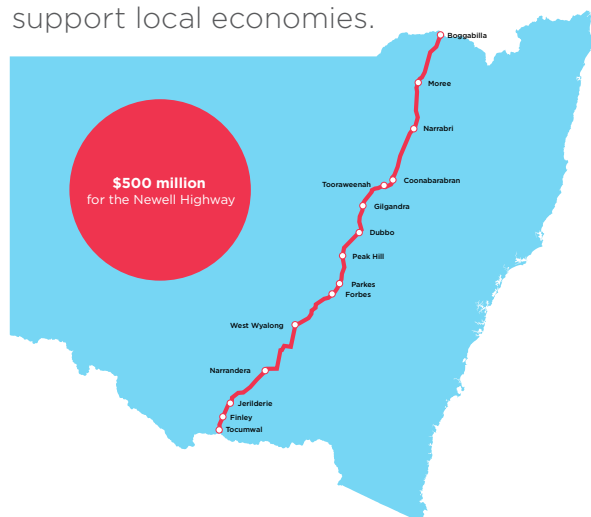 support local economies.
Boggabilla
Moree
Narrabri
Coonabarabran
Tooraweenah
$500 million
for the Newell Highway
Gilgandra
Dubbo
Peak Hill
Parkes
Forbes
West Wyalong
Narrandera
Jerilderie
Finley
Tocumwal